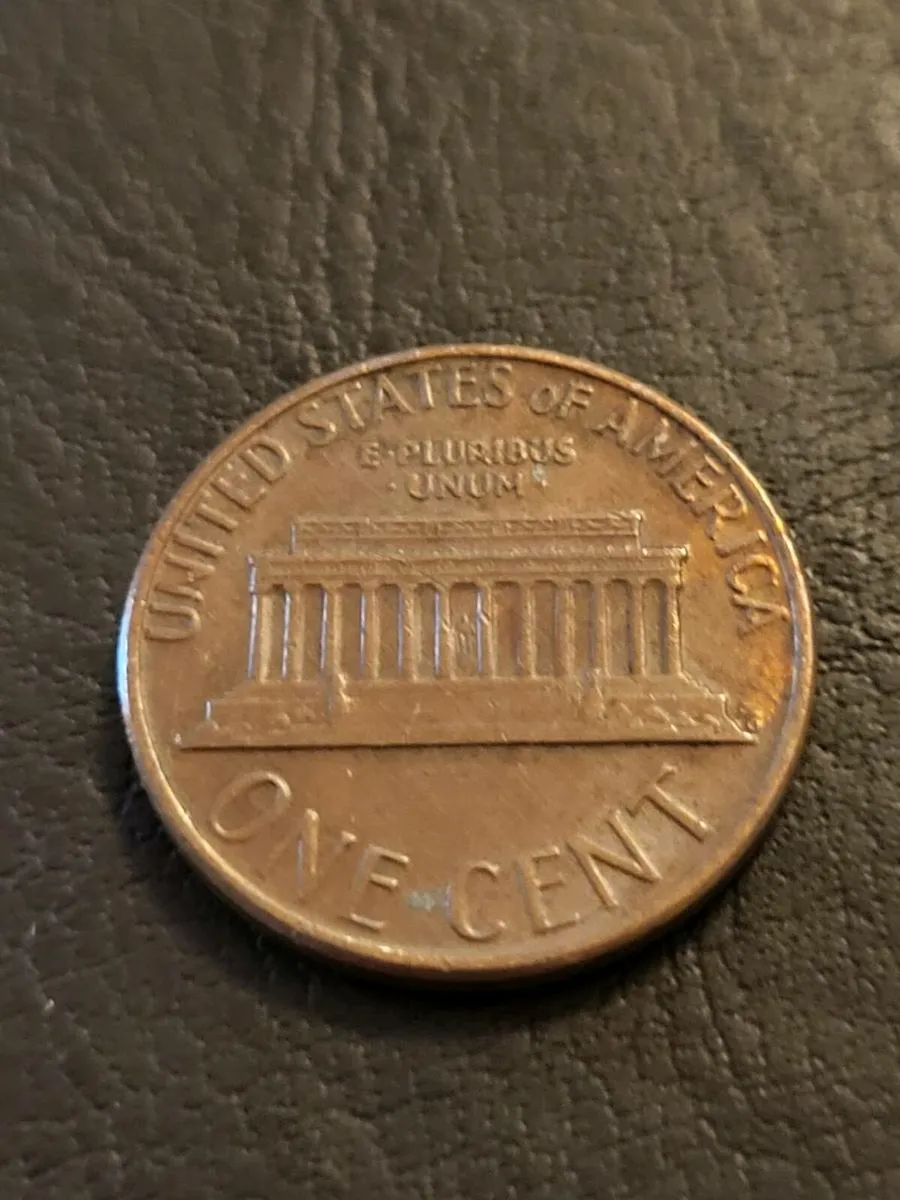 UNITED STATES OF AMERICA
E·PLURIBUS
·UNUM·
ONE CENT